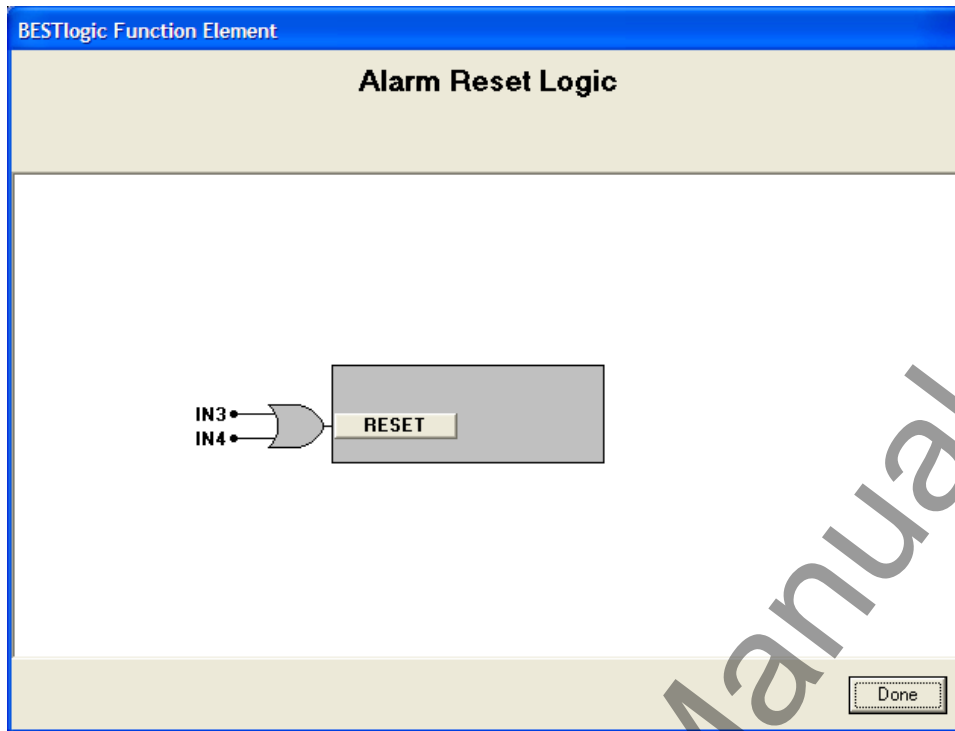 BESTlogic Function Element
Alarm Reset Logic
IN3
IN4
RESET
Manual
Done